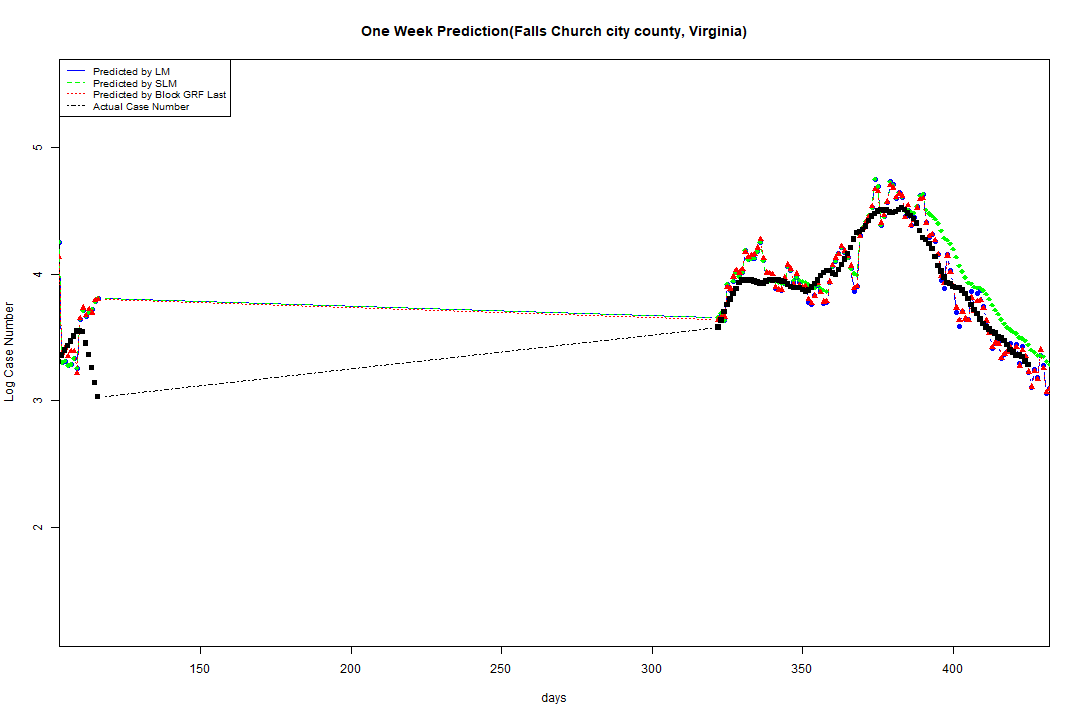 One Week Prediction(Falls Church city county, Virginia)
Predicted by LM
Predicted by SLM
Predicted by Block GRF Last
Actual Case Number
5
4
3
2
Log Case Number
150 200 250 300 350 400
days